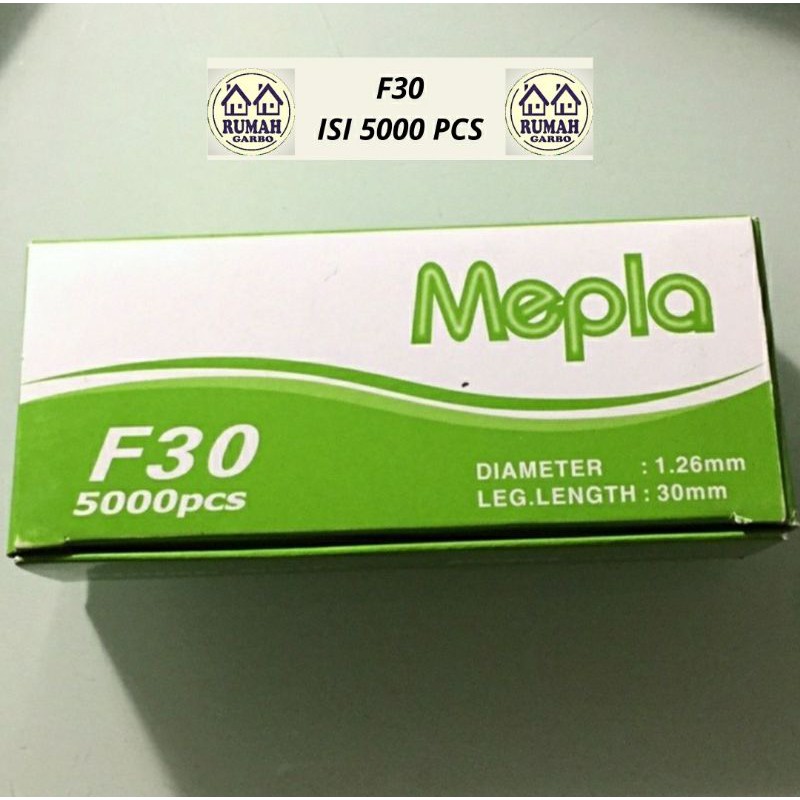 F30
ISI 5000 PCS
RUMAH
GARBO
RUMAH
GARBO
Mepla
F30
5000pcs
DIAMETER : 1.26mm
LEG.LENGTH : 30mm